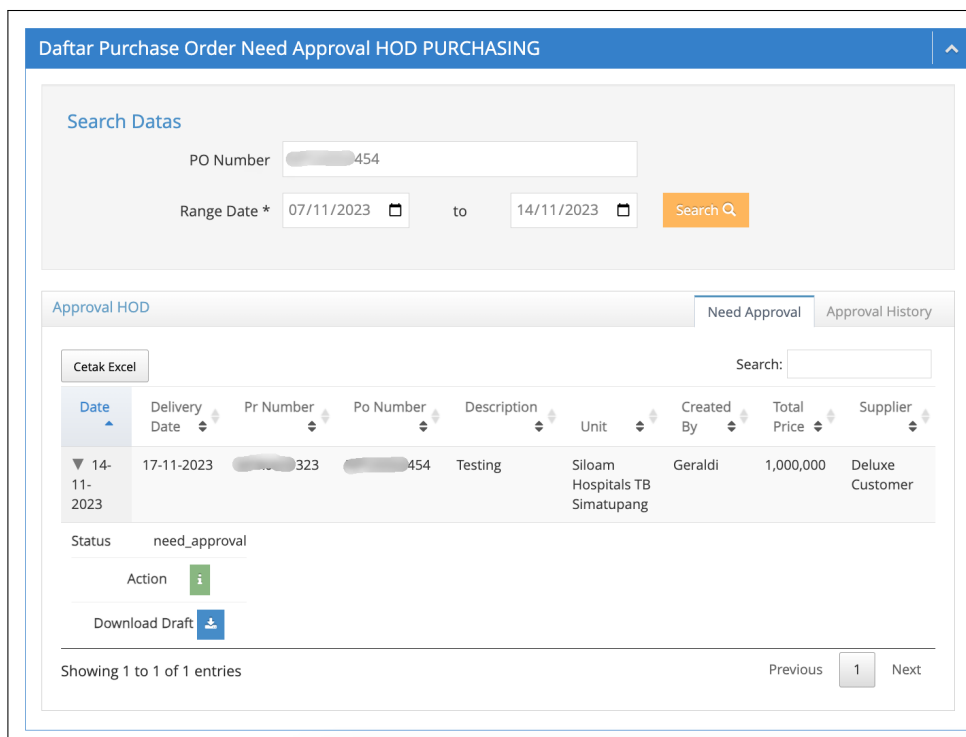 Daftar Purchase Order Need Approval HOD PURCHASING
Search Datas
PO Number 454
Range Date * 07/11/2023 to 14/11/2023 Search
Approval HOD Need Approval Approval History
Cetak Excel Search:
Date Delivery Date Pr Number Po Number Description Unit Created By Total Price Supplier
14-11-2023 17-11-2023 323 454 Testing Siloam Hospitals TB Simatupang Geraldi 1,000,000 Deluxe Customer
Status need_approval
Action
Download Draft
Showing 1 to 1 of 1 entries Previous 1 Next